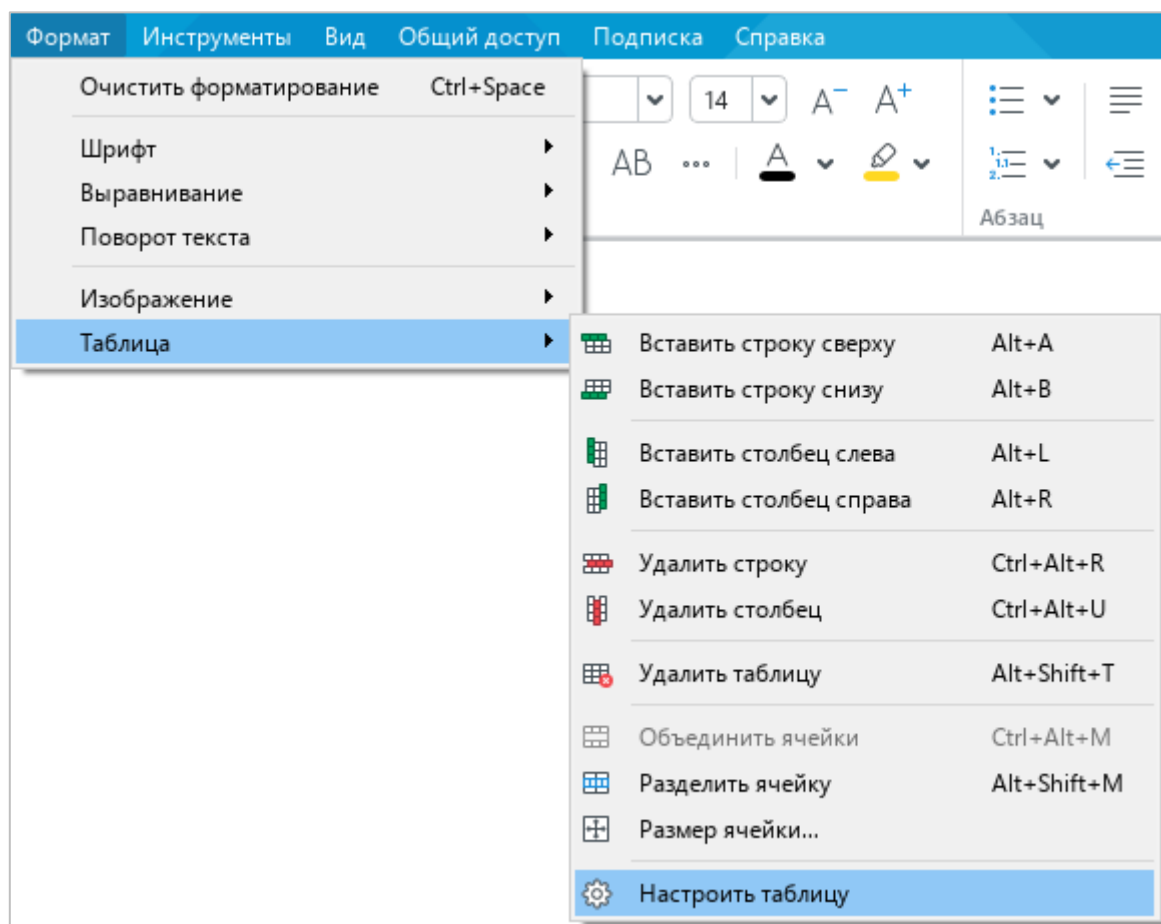 Формат Инструменты Вид Общий доступ Подписка Справка
Очистить форматирование Ctrl+Space
14 A− A+
Шрифт
AB A
Выравнивание
Поворот текста
Абзац
Изображение
Таблица
Вставить строку сверху Alt+A
Вставить строку снизу Alt+B
Вставить столбец слева Alt+L
Вставить столбец справа Alt+R
Удалить строку Ctrl+Alt+R
Удалить столбец Ctrl+Alt+U
Удалить таблицу Alt+Shift+T
Объединить ячейки Ctrl+Alt+M
Разделить ячейку Alt+Shift+M
Размер ячейки...
Настроить таблицу